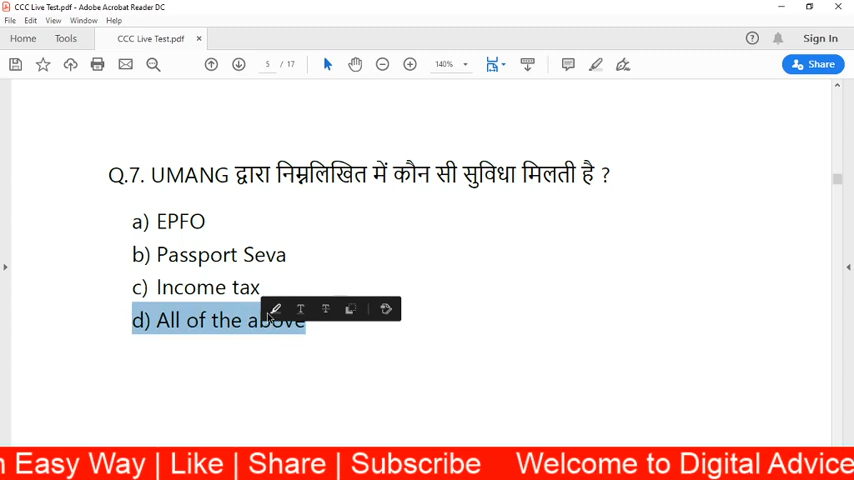 CCC Live Test.pdf - Adobe Acrobat Reader DC
File Edit View Window Help
Home Tools CCC Live Test.pdf × Sign In
5 / 17 140% Share
Q.7. UMANG द्वारा निम्नलिखित में कौन सी सुविधा मिलती है ?
a) EPFO
b) Passport Seva
c) Income tax
d) All of the above
n Easy Way | Like | Share | Subscribe Welcome to Digital Advice